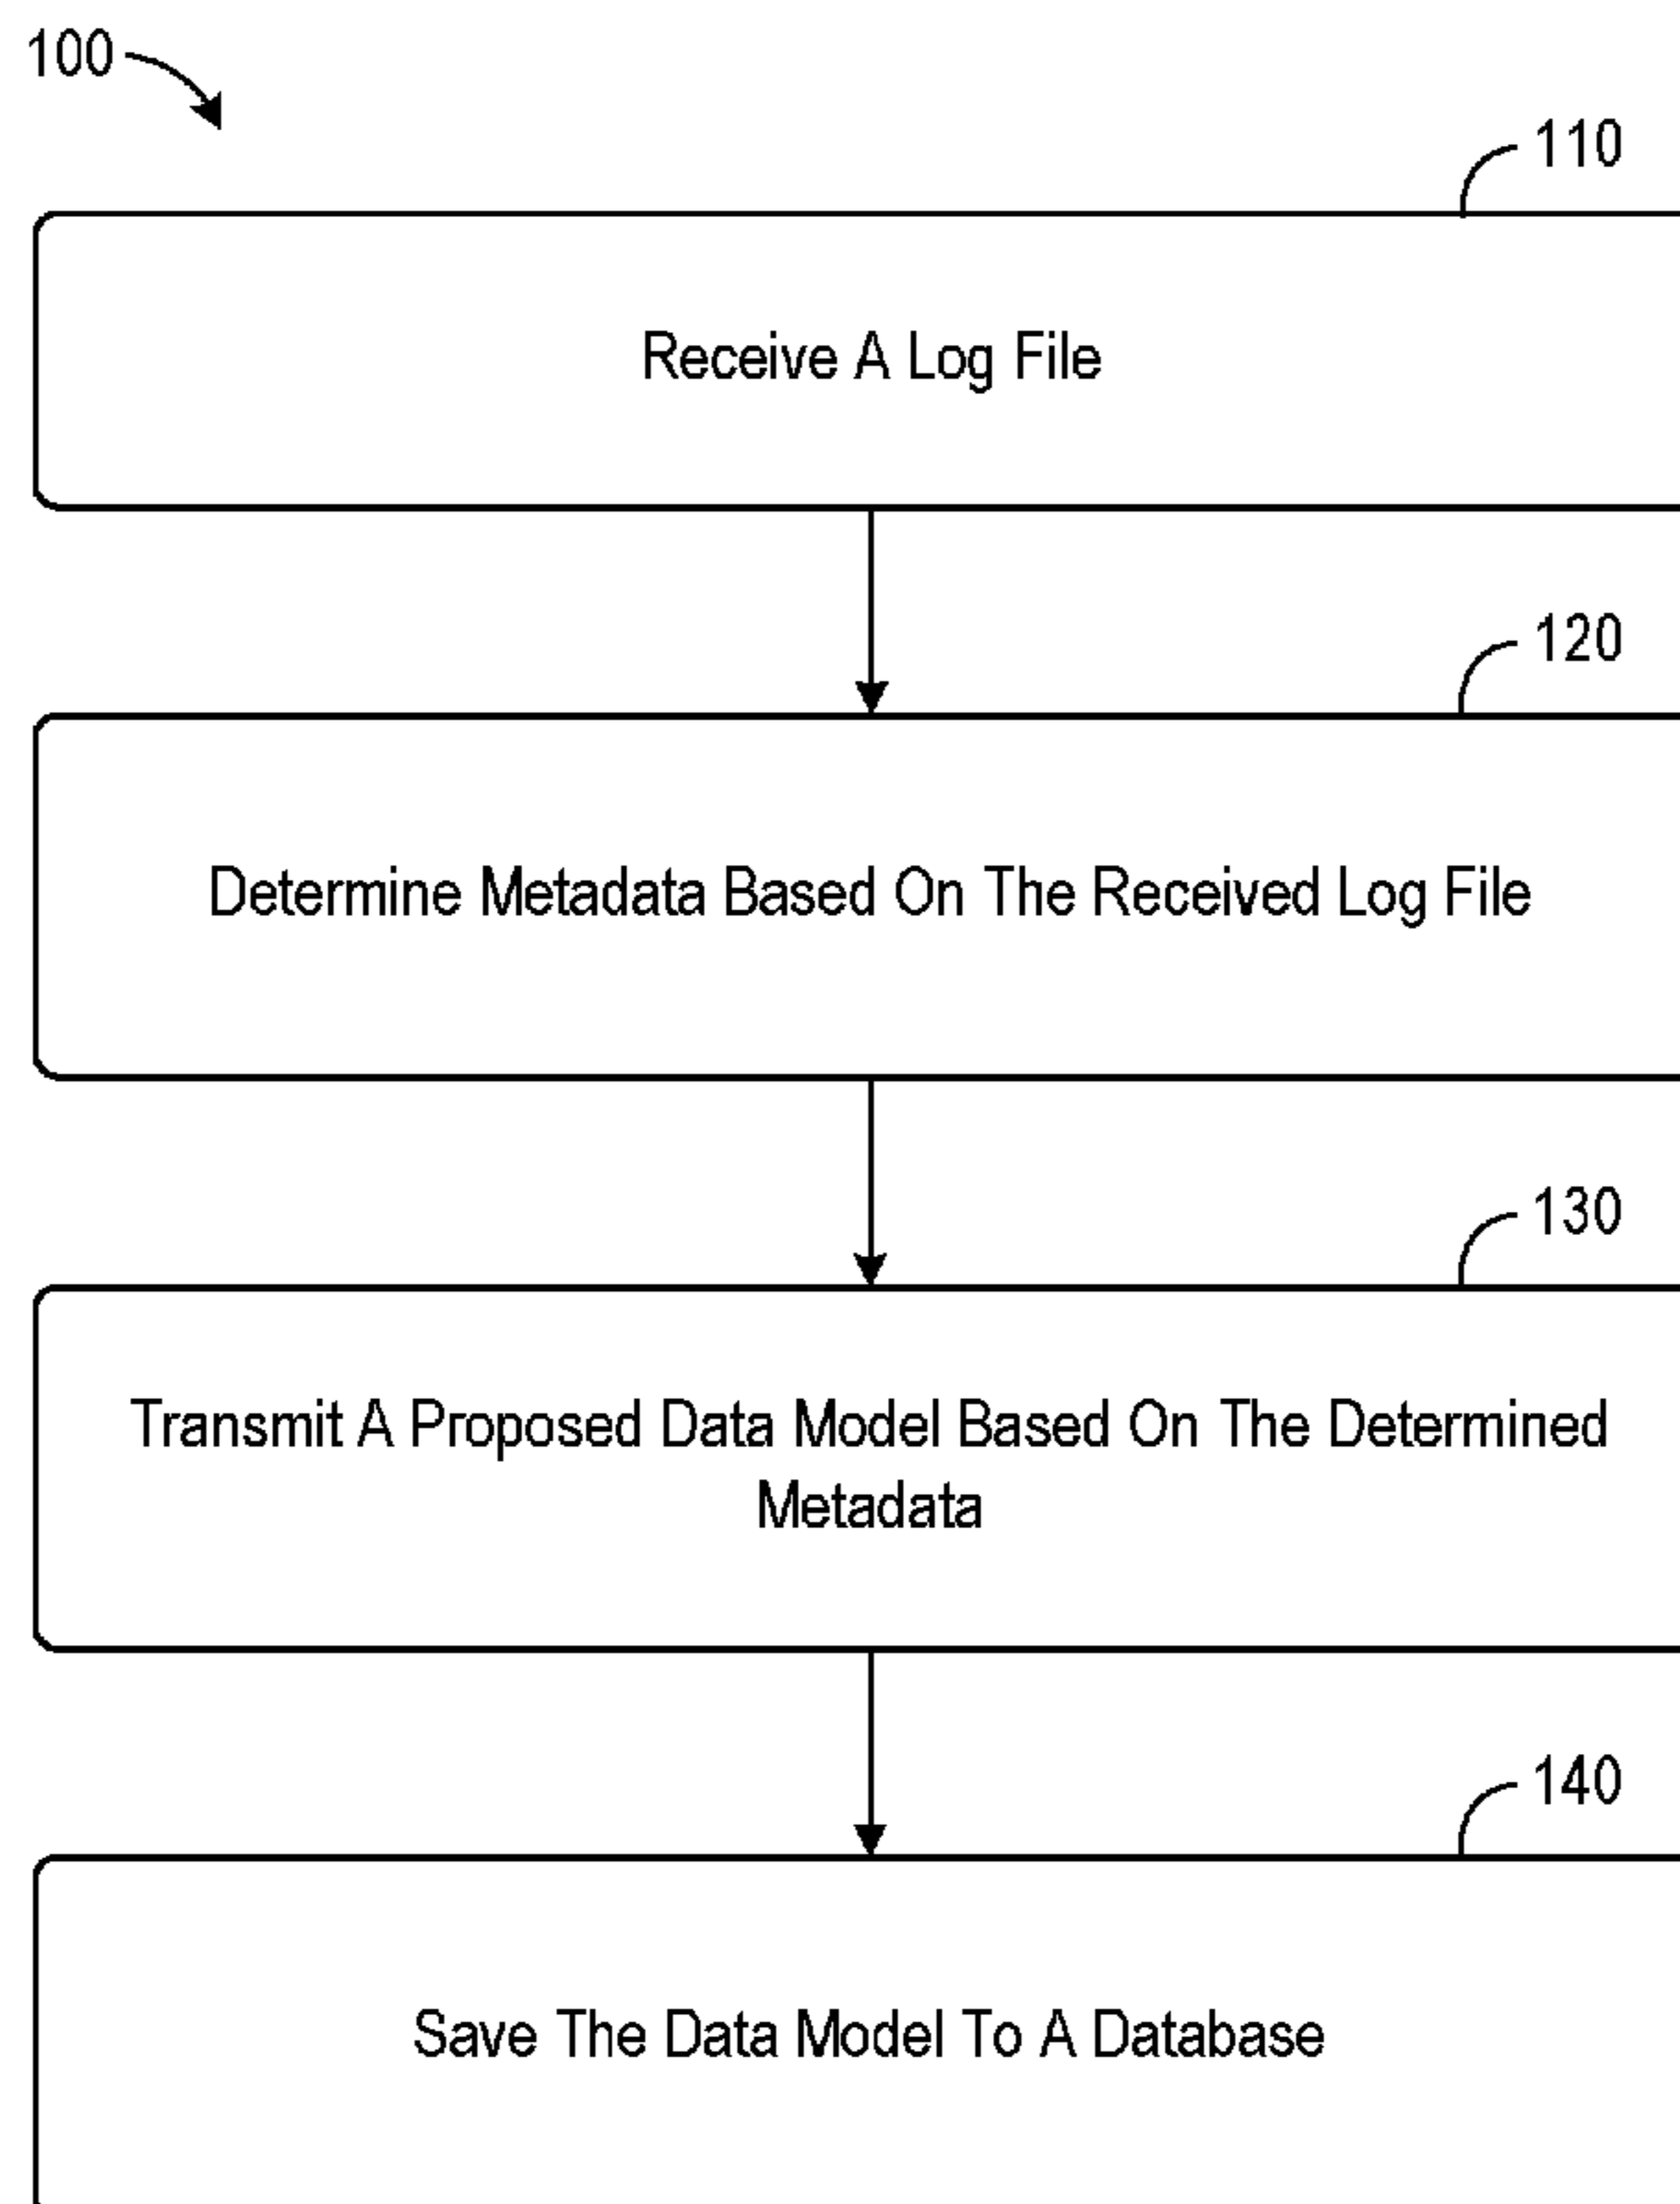 100
110
Receive A Log File
120
Determine Metadata Based On The Received Log File
130
Transmit A Proposed Data Model Based On The Determined
Metadata
140
Save The Data Model To A Database